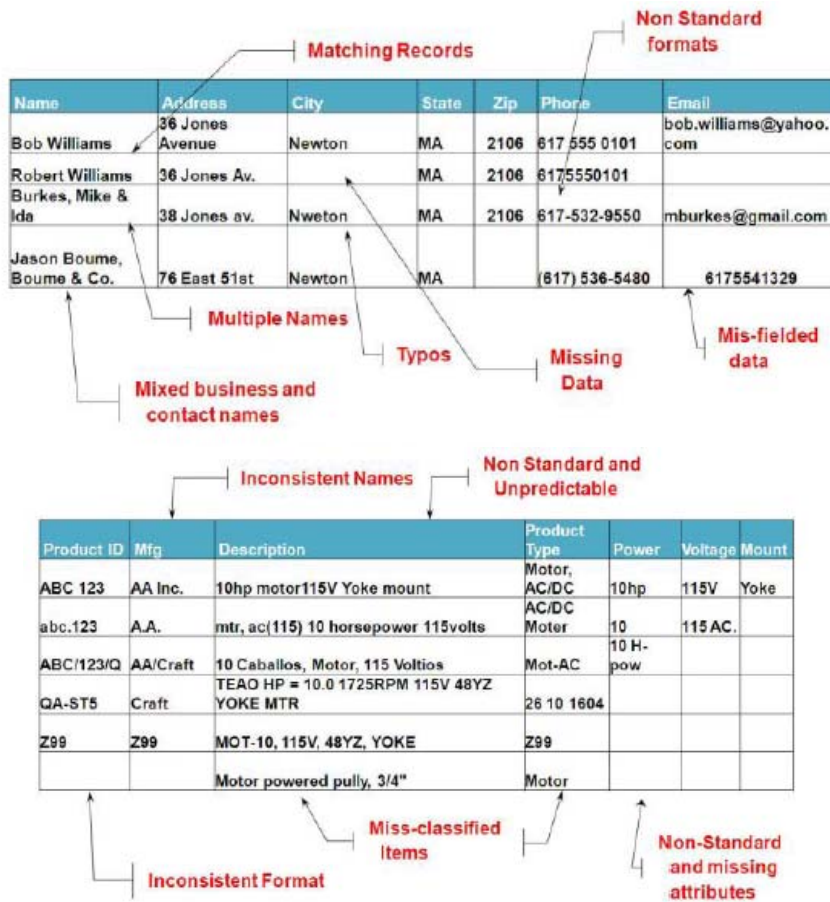 Non Standard
formats
Matching Records
Name Address City State Zip Phone Email
Bob Williams 36 Jones Avenue Newton MA 2106 617 555 0101 bob.williams@yahoo.com
Robert Williams 36 Jones Av. MA 2106 6175550101
Burkes, Mike & Ida 38 Jones av. Nweton MA 2106 617-532-9550 mburkes@gmail.com
Jason Boume, Boume & Co. 76 East 51st Newton MA (617) 536-5480 6175541329
Multiple Names
Typos
Missing
Data
Mis-fielded
data
Mixed business and
contact names
Inconsistent Names
Non Standard and
Unpredictable
Product ID Mfg Description Product Type Power Voltage Mount
ABC 123 AA Inc. 10hp motor115V Yoke mount Motor, AC/DC 10hp 115V Yoke
abc.123 A.A. mtr, ac(115) 10 horsepower 115volts AC/DC Moter 10 115 AC.
ABC/123/Q AA/Craft 10 Caballos, Motor, 115 Voltios Mot-AC 10 H-pow
QA-ST5 Craft TEAO HP = 10.0 1725RPM 115V 48YZ YOKE MTR 26 10 1604
Z99 Z99 MOT-10, 115V, 48YZ, YOKE Z99
Motor powered pully, 3/4" Motor
Miss-classified
Items
Inconsistent Format
Non-Standard
and missing
attributes